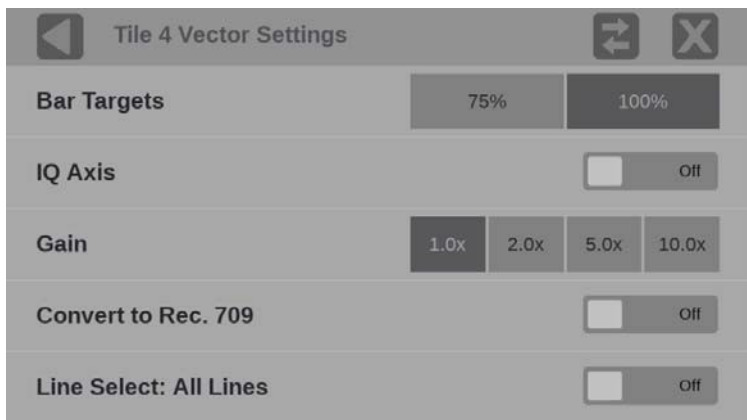 Tile 4 Vector Settings
Bar Targets 75% 100%
IQ Axis Off
Gain 1.0x 2.0x 5.0x 10.0x
Convert to Rec. 709 Off
Line Select: All Lines Off